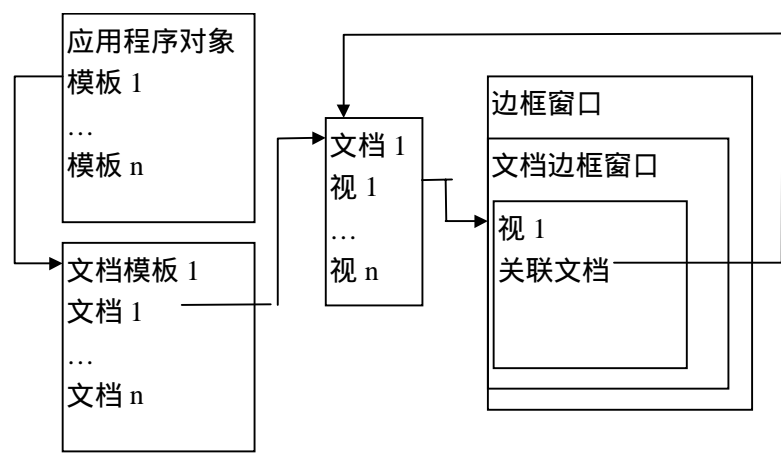 应用程序对象
模板 1
…
模板 n
文档模板 1
文档 1
…
文档 n
文档 1
视 1
…
视 n
边框窗口
文档边框窗口
视 1
关联文档